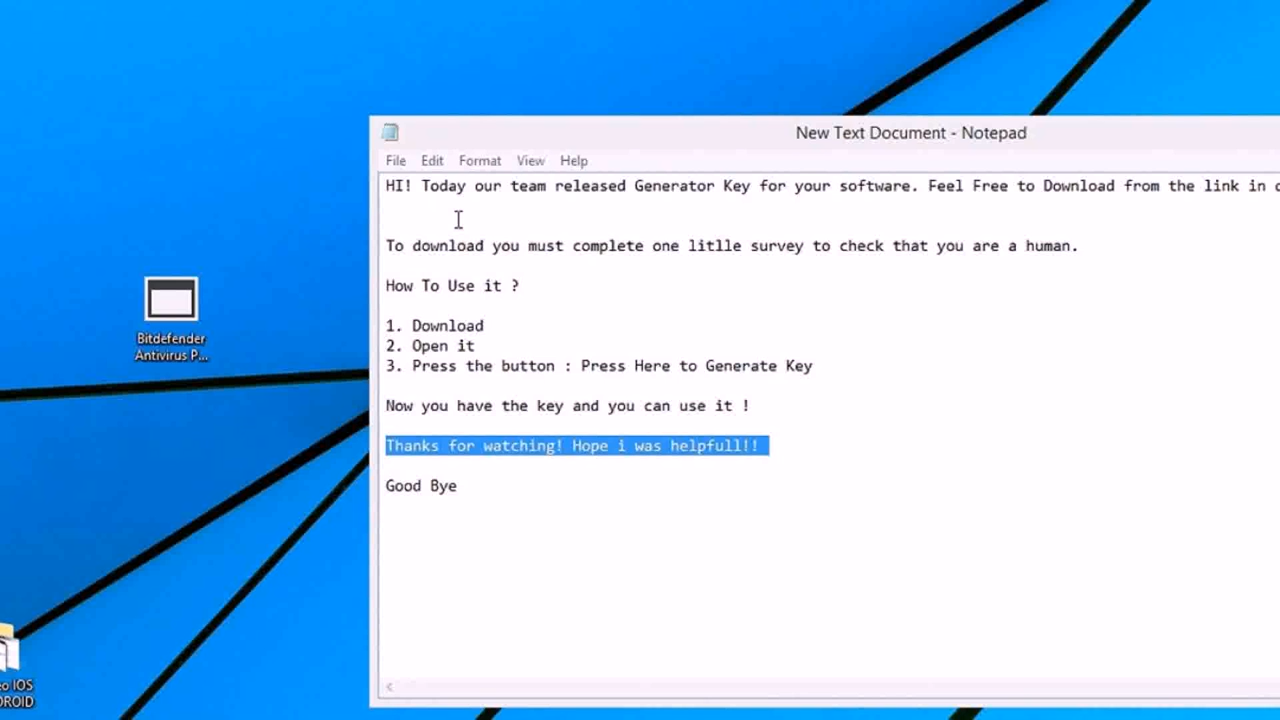 New Text Document - Notepad
File Edit Format View Help
HI! Today our team released Generator Key for your software. Feel Free to Download from the link in
To download you must complete one litlle survey to check that you are a human.
How To Use it ?
1. Download
2. Open it
3. Press the button : Press Here to Generate Key
Now you have the key and you can use it !
Thanks for watching! Hope i was helpfull!!
Good Bye
Bitdefender
Antivirus P...
IOS